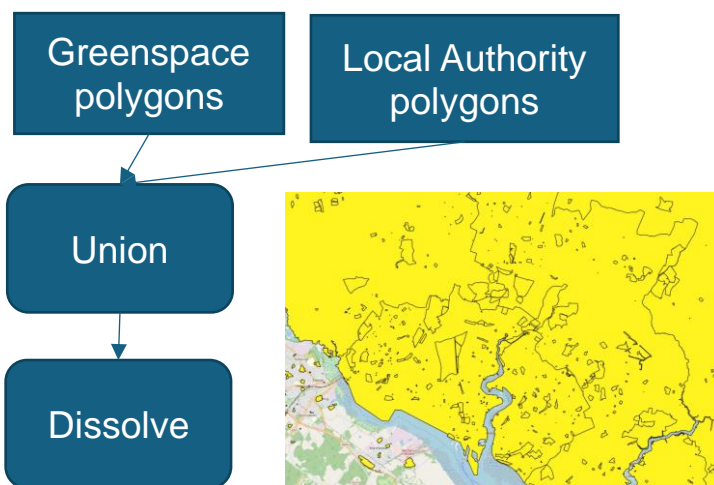 Greenspace
polygons
Local Authority
polygons
Union
Dissolve